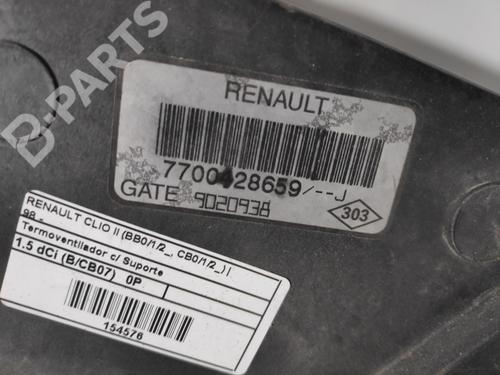 B-PARTS
RENAULT
7700428659/--J
GATE 9020938
303
RENAULT CLIO II (BB0/1/2_, CB0/1/2_) |
98 -
Termoventilador c/ Suporte
1.5 dCi (B/CB07) 0P
154576